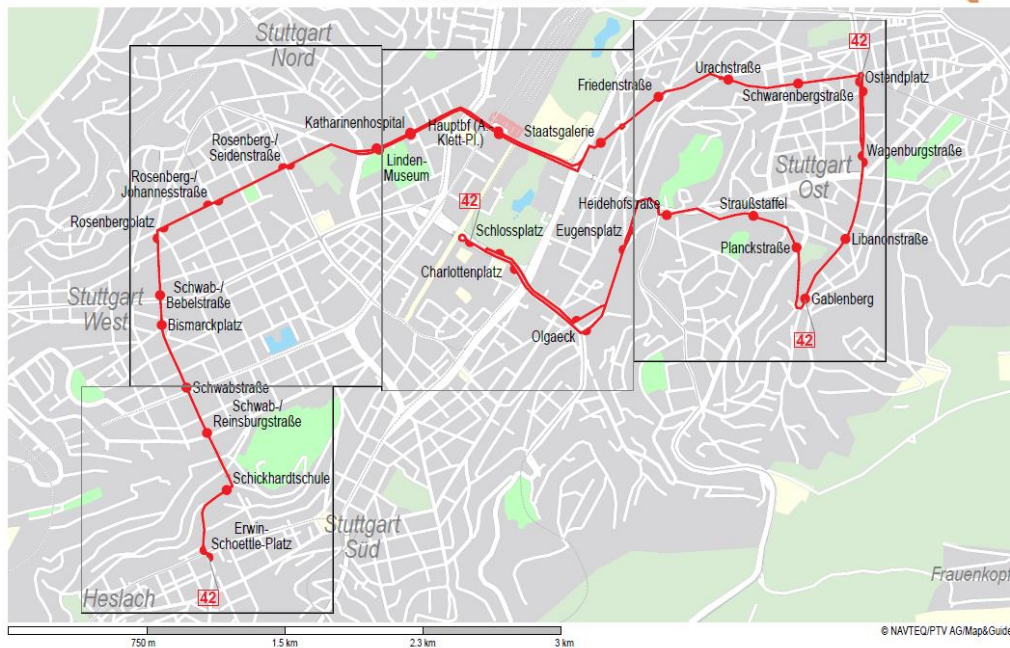 Stuttgart
Nord
42
Urachstraße
Ostendplatz
Friedenstraße
Schwarenbergstraße
Katharinenhospital
Hauptbf (A.-
Klett-Pl.)
Staatsgalerie
Rosenberg-/
Seidenstraße
Linden-
Museum
Wagenburgstraße
Stuttgart
Ost
Rosenberg-/
Johannesstraße
42
Heidehofstraße
Straußstaffel
Rosenbergplatz
Schlossplatz
Eugensplatz
Libanonstraße
Planckstraße
Charlottenplatz
Schwab-/
Bebelstraße
Stuttgart
West
Bismarckplatz
Gablenberg
Olgaeck
42
Schwabstraße
Schwab-/
Reinsburgstraße
Schickhardtschule
Erwin-
Schoettle-Platz
Stuttgart
Süd
Frauenkopf
Heslach
42
© NAVTEQ/PTV AG/Map&Guide
750 m
1.5 km
2.3 km
3 km